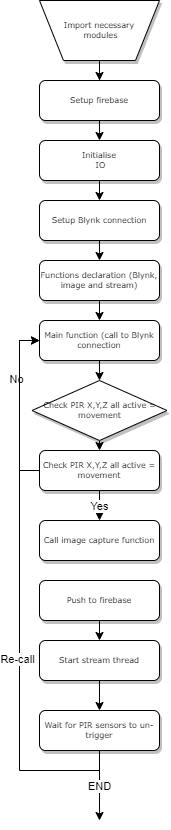 Import necessary
modules
Setup firebase
Initialise
IO
Setup Blynk connection
Functions declaration (Blynk,
image and stream)
Main function (call to Blynk
connection
No
Check PIR X,Y,Z all active =
movement
Check PIR X,Y,Z all active =
movement
Yes
Call image capture function
Push to firebase
Start stream thread
Re-call
Wait for PIR sensors to un-
trigger
END